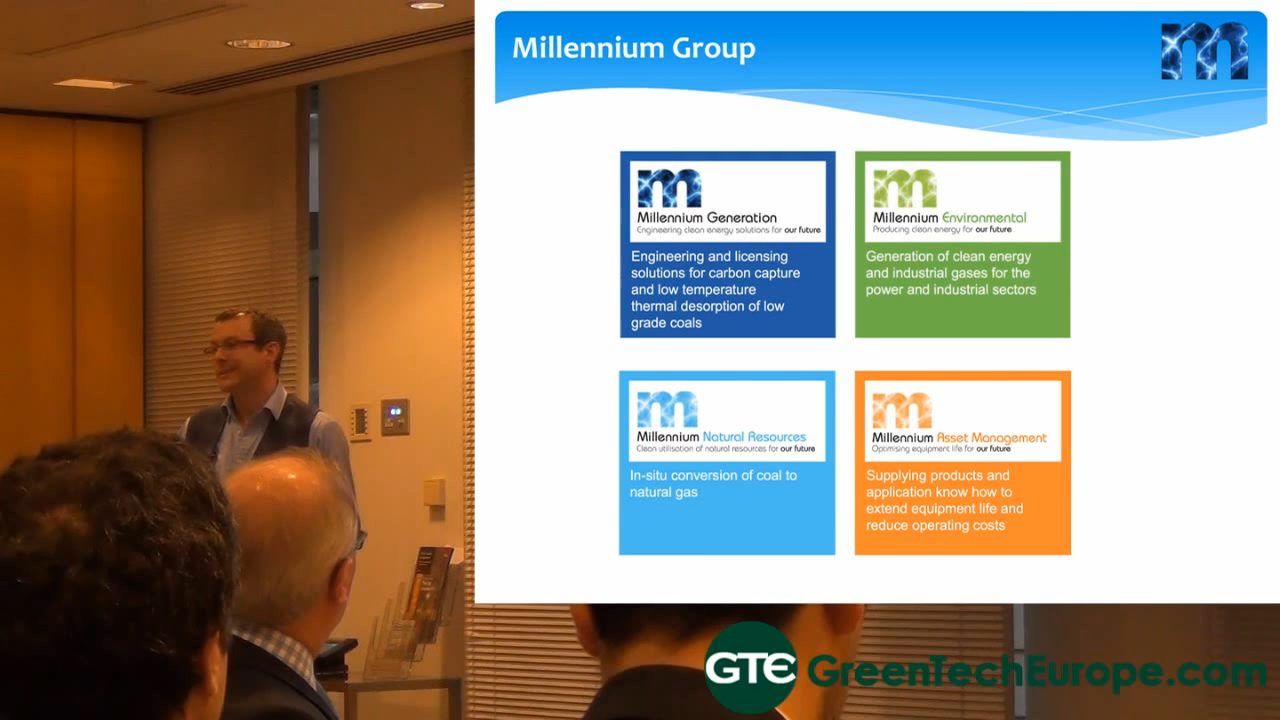 Millennium Group
m
m
Millennium Generation
Engineering clean energy solutions for our future
Engineering and licensing
solutions for carbon capture
and low temperature
thermal desorption of low
grade coals
m
Millennium Environmental
Producing clean energy for our future
Generation of clean energy
and industrial gases for the
power and industrial sectors
m
Millennium Natural Resources
Clean utilisation of natural resources for our future
In-situ conversion of coal to
natural gas
m
Millennium Asset Management
Optimising equipment life for our future
Supplying products and
application know how to
extend equipment life and
reduce operating costs
GTE GreenTechEurope.com